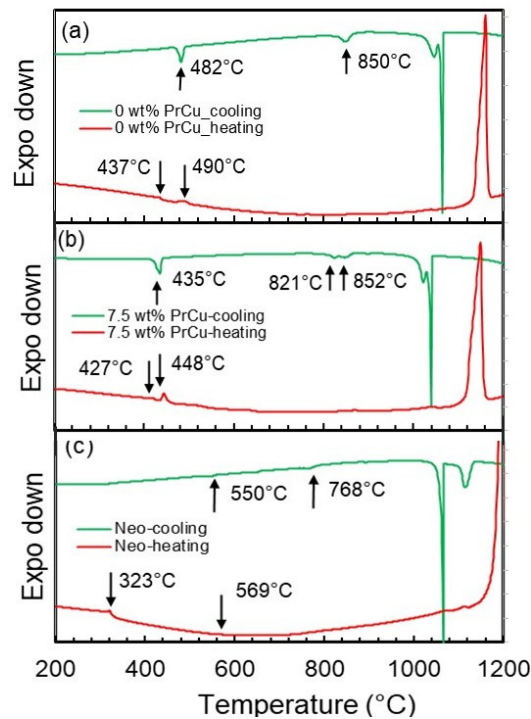 (a)
Expo down
482°C
850°C
0 wt% PrCu_cooling
0 wt% PrCu_heating
437°C
490°C
(b)
Expo down
435°C
821°C
852°C
7.5 wt% PrCu-cooling
7.5 wt% PrCu-heating
427°C
448°C
(c)
Expo down
550°C
768°C
Neo-cooling
Neo-heating
323°C
569°C
200 400 600 800 1000 1200
Temperature (°C)